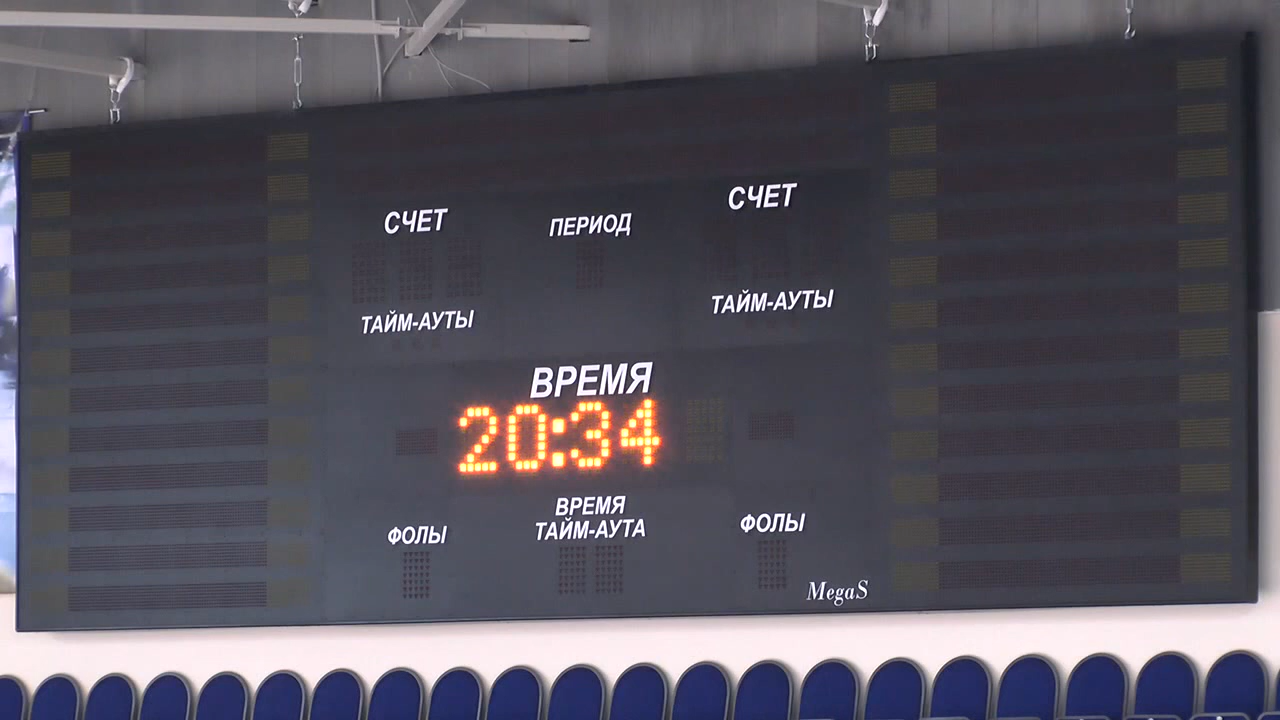 СЧЕТ
ПЕРИОД
СЧЕТ
ТАЙМ-АУТЫ
ТАЙМ-АУТЫ
ВРЕМЯ
20:34
ФОЛЫ
ВРЕМЯ
ТАЙМ-АУТА
ФОЛЫ
MegaS